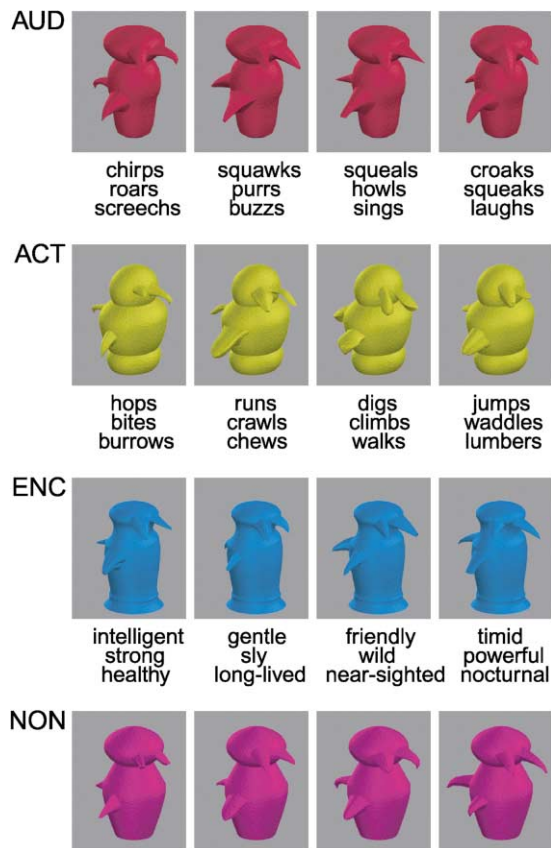 AUD
chirps squawks squeals croaks
roars purrs howls squeaks
screechs buzzs sings laughs
ACT
hops runs digs jumps
bites crawls climbs waddles
burrows chews walks lumbers
ENC
intelligent gentle friendly timid
strong sly wild powerful
healthy long-lived near-sighted nocturnal
NON